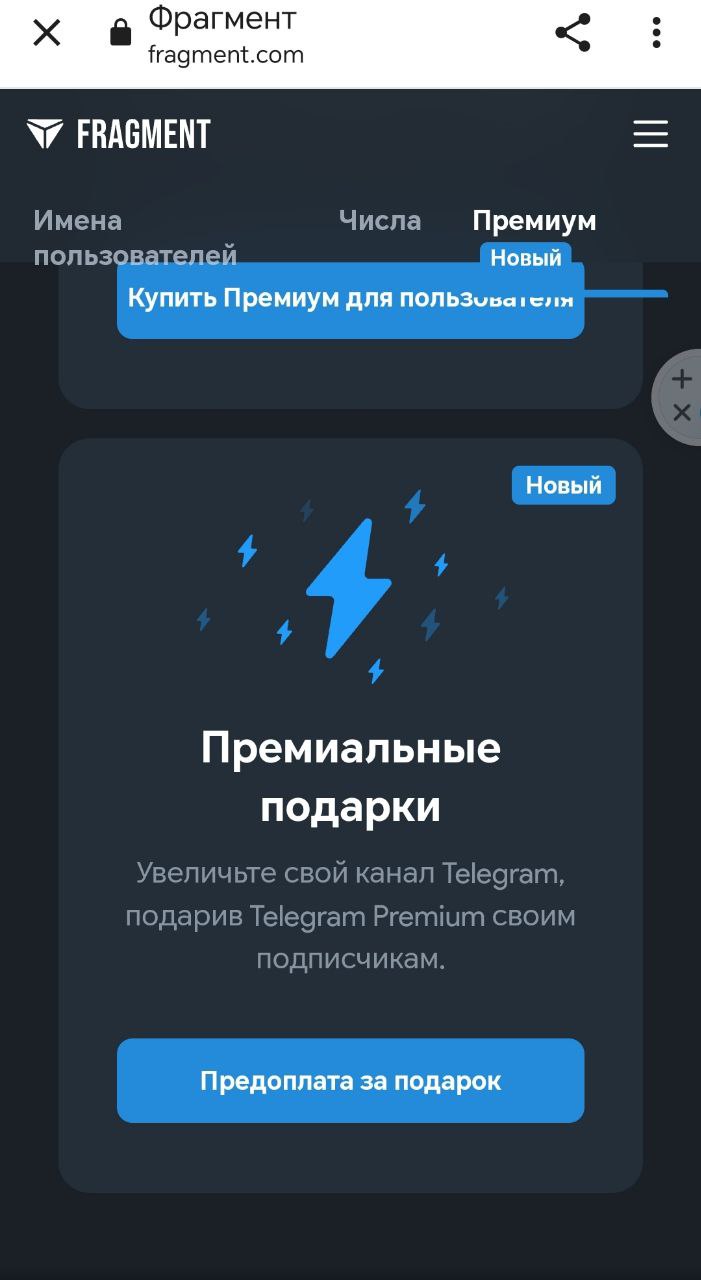 Фрагмент
fragment.com
FRAGMENT
Имена
пользователей
Числа
Премиум
Новый
Купить Премиум для пользователя
Новый
Премиальные
подарки
Увеличьте свой канал Telegram,
подарив Telegram Premium своим
подписчикам.
Предоплата за подарок